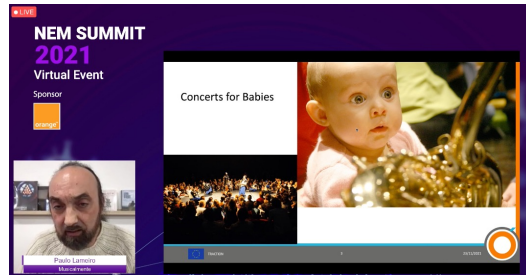 LIVE
NEM SUMMIT
2021
Virtual Event
Sponsor
orange
Concerts for Babies
Paulo Lameiro
Musicalmente